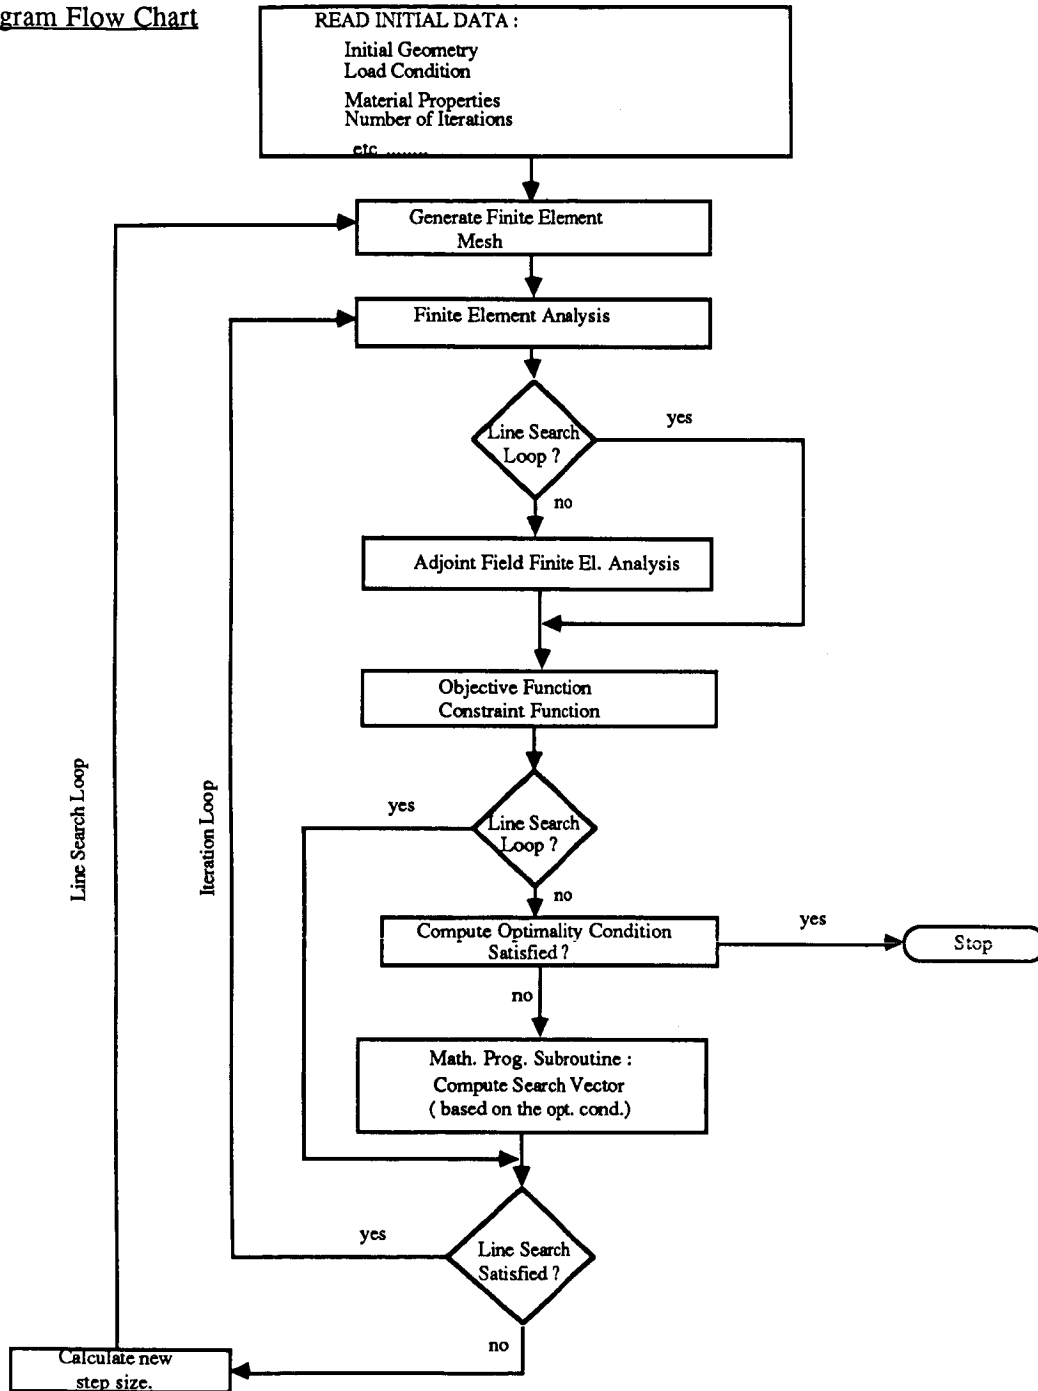 gram Flow Chart
READ INITIAL DATA :
Initial Geometry
Load Condition
Material Properties
Number of Iterations
etc ........
Generate Finite Element
Mesh
Finite Element Analysis
Line Search
Loop ?
yes
no
Adjoint Field Finite El. Analysis
Objective Function
Constraint Function
Line Search
Loop ?
yes
no
Compute Optimality Condition
Satisfied ?
yes
Stop
no
Math. Prog. Subroutine :
Compute Search Vector
( based on the opt. cond.)
Line Search
Satisfied ?
yes
no
Calculate new
step size.
Line Search Loop
Iteration Loop